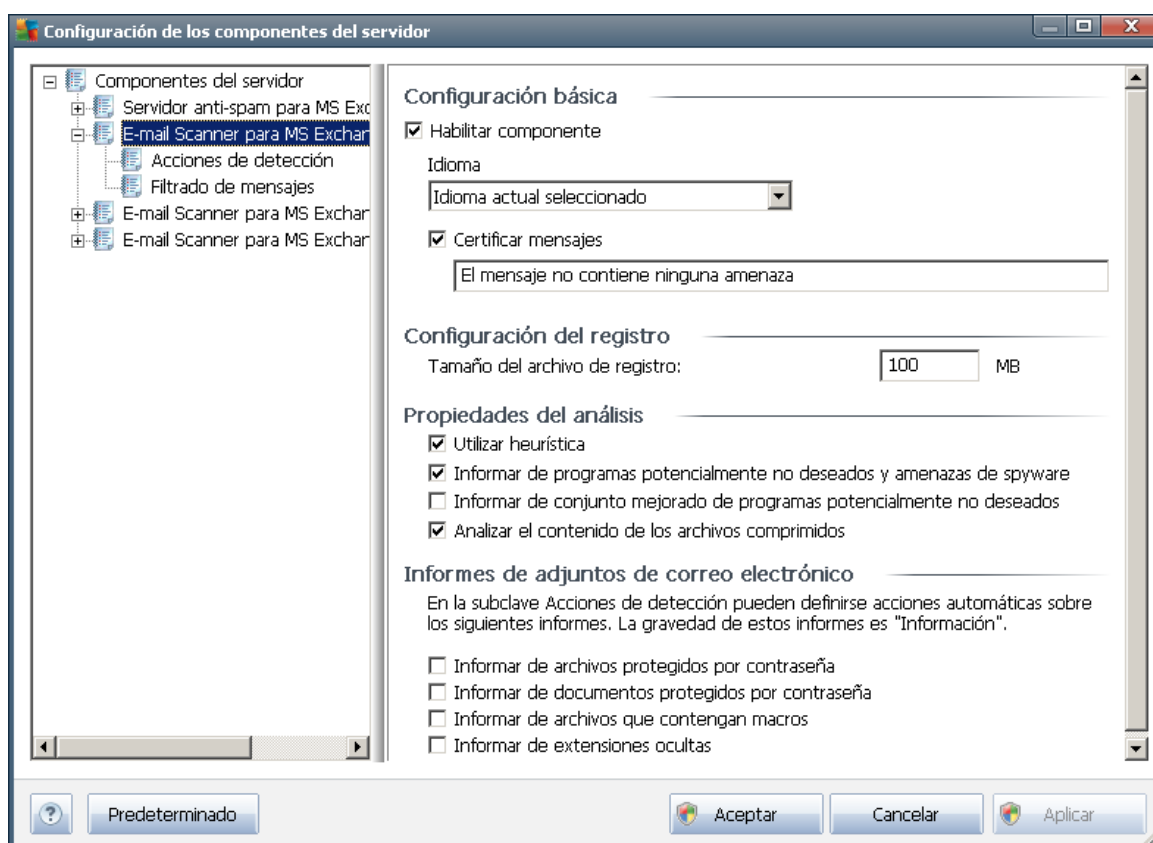 Configuración de los componentes del servidor
Componentes del servidor
Servidor anti-spam para MS Exc
E-mail Scanner para MS Exchar
Acciones de detección
Filtrado de mensajes
E-mail Scanner para MS Exchar
E-mail Scanner para MS Exchar
Configuración básica
Habilitar componente
Idioma
Idioma actual seleccionado
Certificar mensajes
El mensaje no contiene ninguna amenaza
Configuración del registro
Tamaño del archivo de registro: 100 MB
Propiedades del análisis
Utilizar heurística
Informar de programas potencialmente no deseados y amenazas de spyware
Informar de conjunto mejorado de programas potencialmente no deseados
Analizar el contenido de los archivos comprimidos
Informes de adjuntos de correo electrónico
En la subclave Acciones de detección pueden definirse acciones automáticas sobre
los siguientes informes. La gravedad de estos informes es "Información".
Informar de archivos protegidos por contraseña
Informar de documentos protegidos por contraseña
Informar de archivos que contengan macros
Informar de extensiones ocultas
? Predeterminado Aceptar Cancelar Aplicar